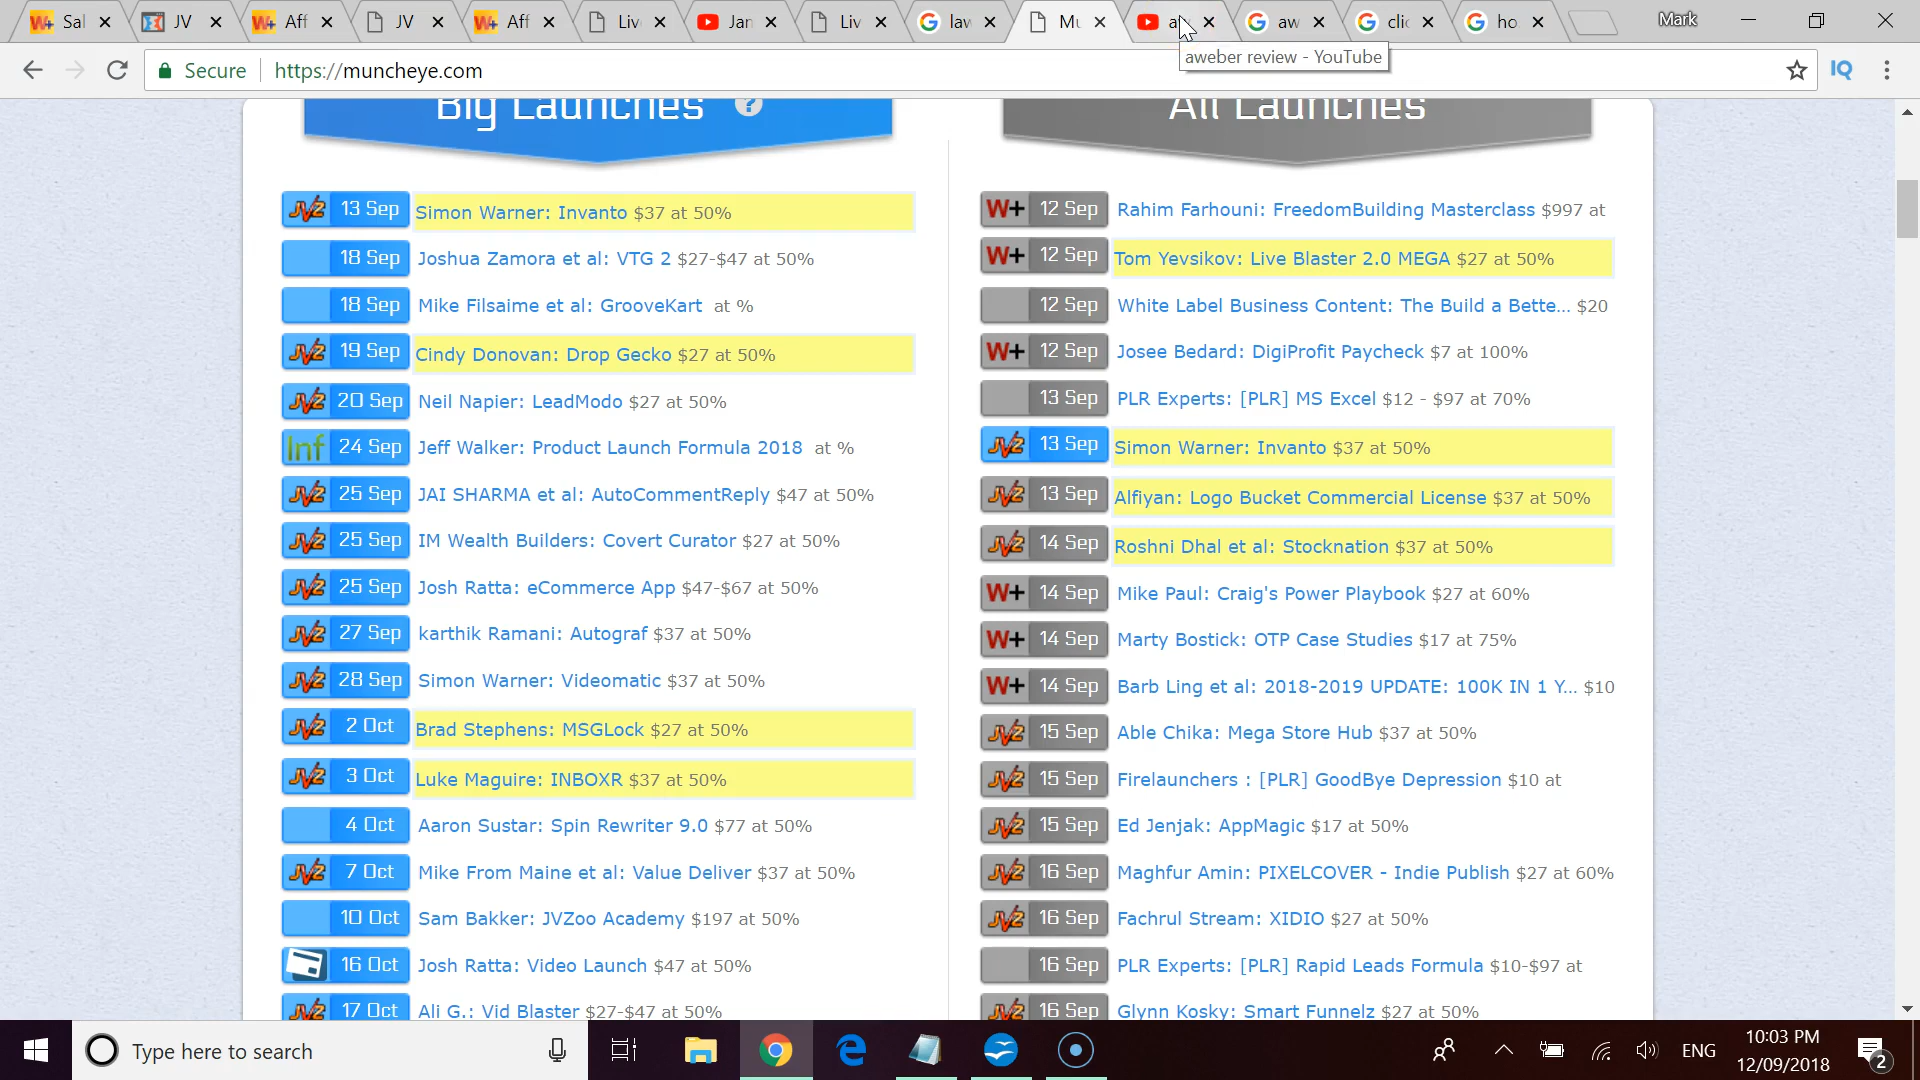 Sal
JV
Aff
JV
Aff
Liv
Jan
Liv
law
Mu
aw
clic
ho
Mark
aweber review - YouTube
Secure
https://muncheye.com
IQ
Big Launches ?
13 Sep Simon Warner: Invanto $37 at 50%
18 Sep Joshua Zamora et al: VTG 2 $27-$47 at 50%
18 Sep Mike Filsaime et al: GrooveKart at %
19 Sep Cindy Donovan: Drop Gecko $27 at 50%
20 Sep Neil Napier: LeadModo $27 at 50%
Inf 24 Sep Jeff Walker: Product Launch Formula 2018 at %
25 Sep JAI SHARMA et al: AutoCommentReply $47 at 50%
25 Sep IM Wealth Builders: Covert Curator $27 at 50%
25 Sep Josh Ratta: eCommerce App $47-$67 at 50%
27 Sep karthik Ramani: Autograf $37 at 50%
28 Sep Simon Warner: Videomatic $37 at 50%
2 Oct Brad Stephens: MSGLock $27 at 50%
3 Oct Luke Maguire: INBOXR $37 at 50%
4 Oct Aaron Sustar: Spin Rewriter 9.0 $77 at 50%
7 Oct Mike From Maine et al: Value Deliver $37 at 50%
10 Oct Sam Bakker: JVZoo Academy $197 at 50%
16 Oct Josh Ratta: Video Launch $47 at 50%
17 Oct Ali G.: Vid Blaster $27-$47 at 50%
All Launches
W+ 12 Sep Rahim Farhouni: FreedomBuilding Masterclass $997 at
W+ 12 Sep Tom Yevsikov: Live Blaster 2.0 MEGA $27 at 50%
12 Sep White Label Business Content: The Build a Bette... $20
W+ 12 Sep Josee Bedard: DigiProfit Paycheck $7 at 100%
13 Sep PLR Experts: [PLR] MS Excel $12 - $97 at 70%
13 Sep Simon Warner: Invanto $37 at 50%
13 Sep Alfiyan: Logo Bucket Commercial License $37 at 50%
14 Sep Roshni Dhal et al: Stocknation $37 at 50%
W+ 14 Sep Mike Paul: Craig's Power Playbook $27 at 60%
W+ 14 Sep Marty Bostick: OTP Case Studies $17 at 75%
W+ 14 Sep Barb Ling et al: 2018-2019 UPDATE: 100K IN 1 Y... $10
15 Sep Able Chika: Mega Store Hub $37 at 50%
15 Sep Firelaunchers : [PLR] GoodBye Depression $10 at
15 Sep Ed Jenjak: AppMagic $17 at 50%
16 Sep Maghfur Amin: PIXELCOVER - Indie Publish $27 at 60%
16 Sep Fachrul Stream: XIDIO $27 at 50%
16 Sep PLR Experts: [PLR] Rapid Leads Formula $10-$97 at
16 Sep Glynn Kosky: Smart Funnelz $27 at 50%
Type here to search
ENG
10:03 PM
12/09/2018
2